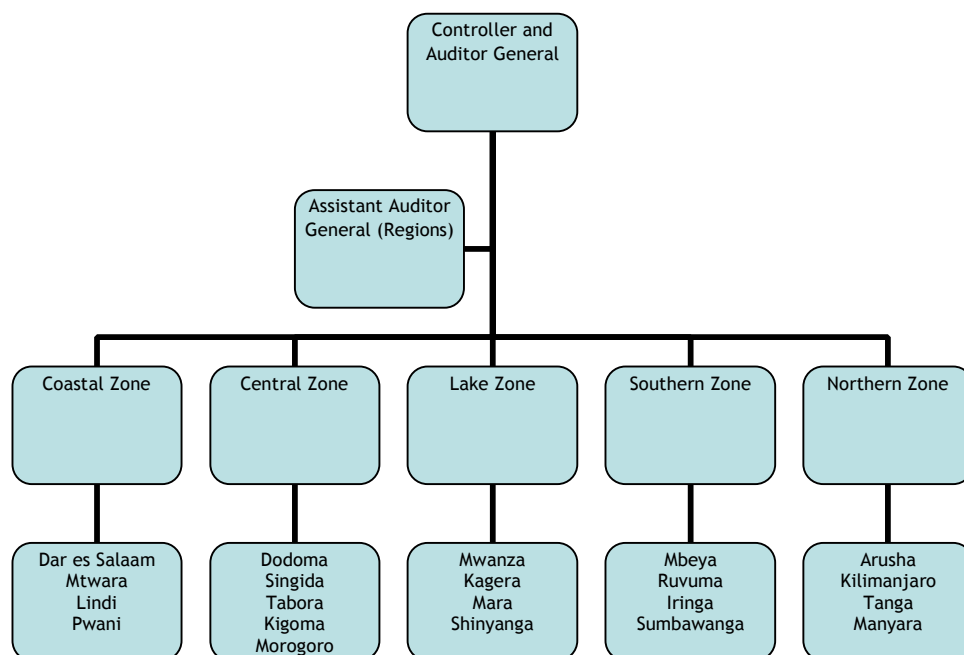 Controller and
Auditor General
Assistant Auditor
General (Regions)
Coastal Zone
Central Zone
Lake Zone
Southern Zone
Northern Zone
Dar es Salaam
Mtwara
Lindi
Pwani
Dodoma
Singida
Tabora
Kigoma
Morogoro
Mwanza
Kagera
Mara
Shinyanga
Mbeya
Ruvuma
Iringa
Sumbawanga
Arusha
Kilimanjaro
Tanga
Manyara